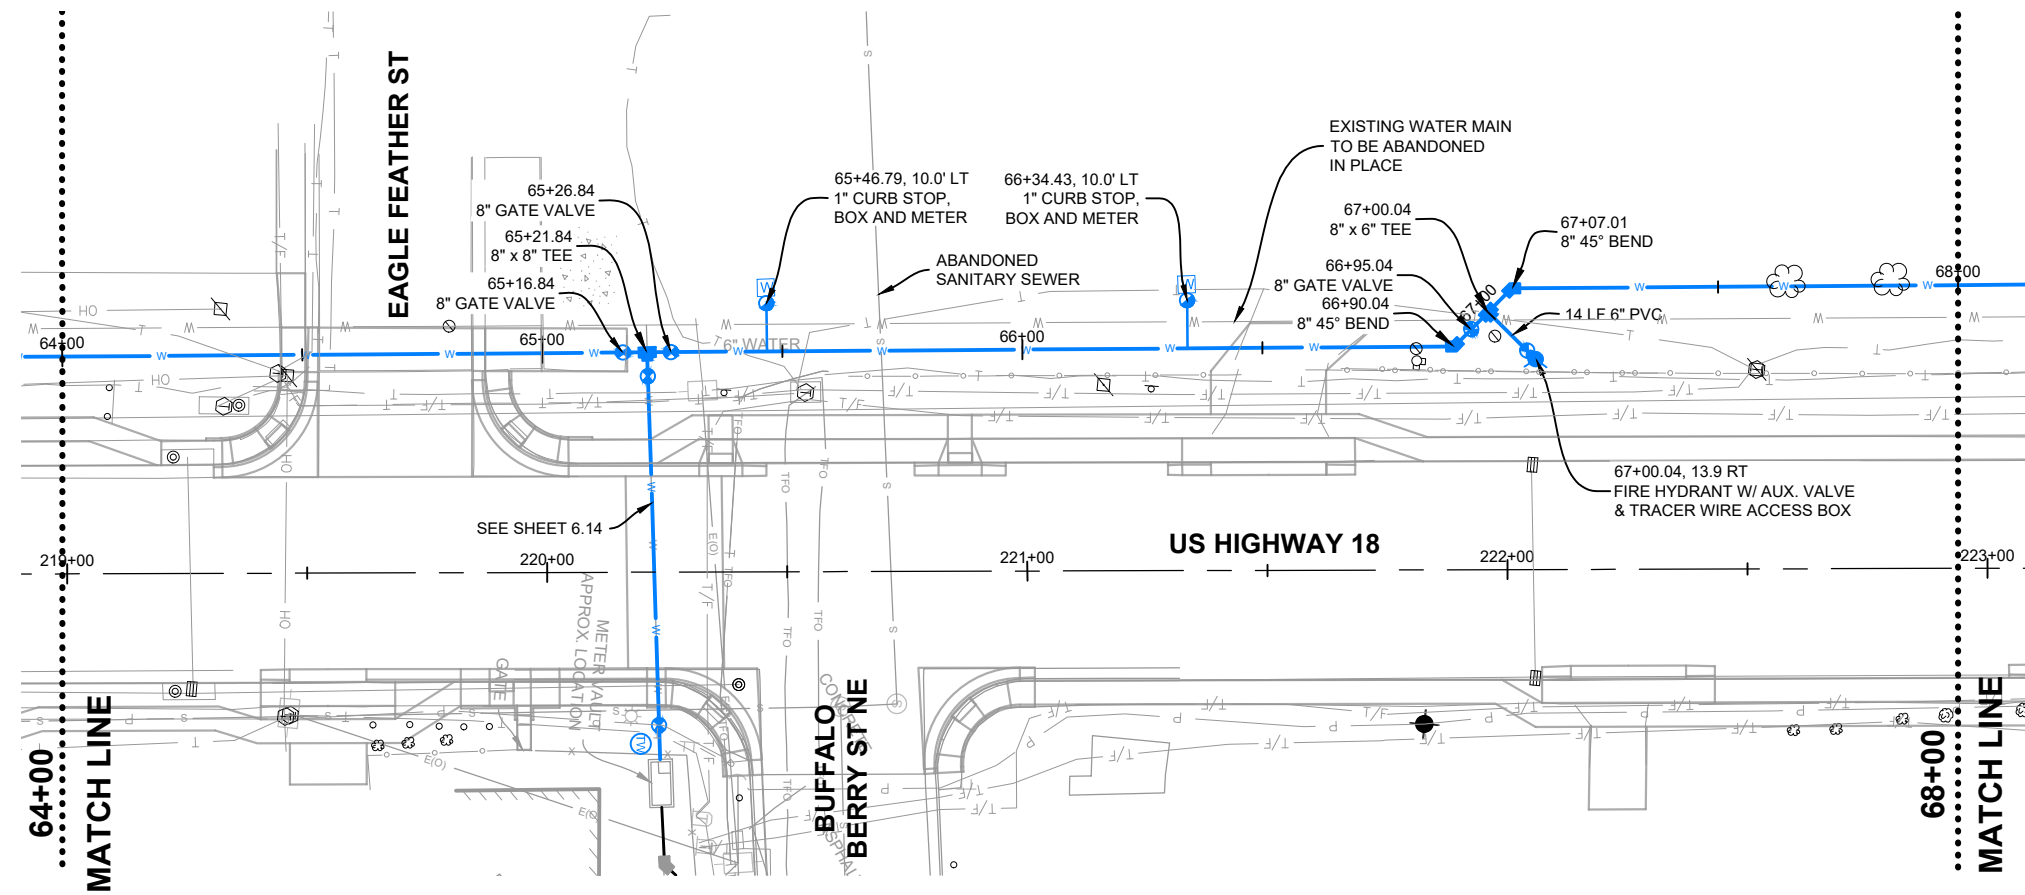 EAGLE FEATHER ST
65+26.84
8" GATE VALVE
65+21.84
8" x 8" TEE
65+16.84
8" GATE VALVE
65+46.79, 10.0' LT
1" CURB STOP,
BOX AND METER
66+34.43, 10.0' LT
1" CURB STOP,
BOX AND METER
ABANDONED
SANITARY SEWER
EXISTING WATER MAIN
TO BE ABANDONED
IN PLACE
67+00.04
8" x 6" TEE
66+95.04
8" GATE VALVE
66+90.04
8" 45° BEND
67+07.01
8" 45° BEND
14 LF 6" PVC
64+00
65+00
66+00
67+00
68+00
6" WATER
67+00.04, 13.9 RT
FIRE HYDRANT W/ AUX. VALVE
& TRACER WIRE ACCESS BOX
SEE SHEET 6.14
US HIGHWAY 18
219+00
220+00
221+00
222+00
223+00
METER VAULT
APPROX. LOCATION
GATE
TW
BUFFALO
BERRY ST NE
64+00
MATCH LINE
68+00
MATCH LINE